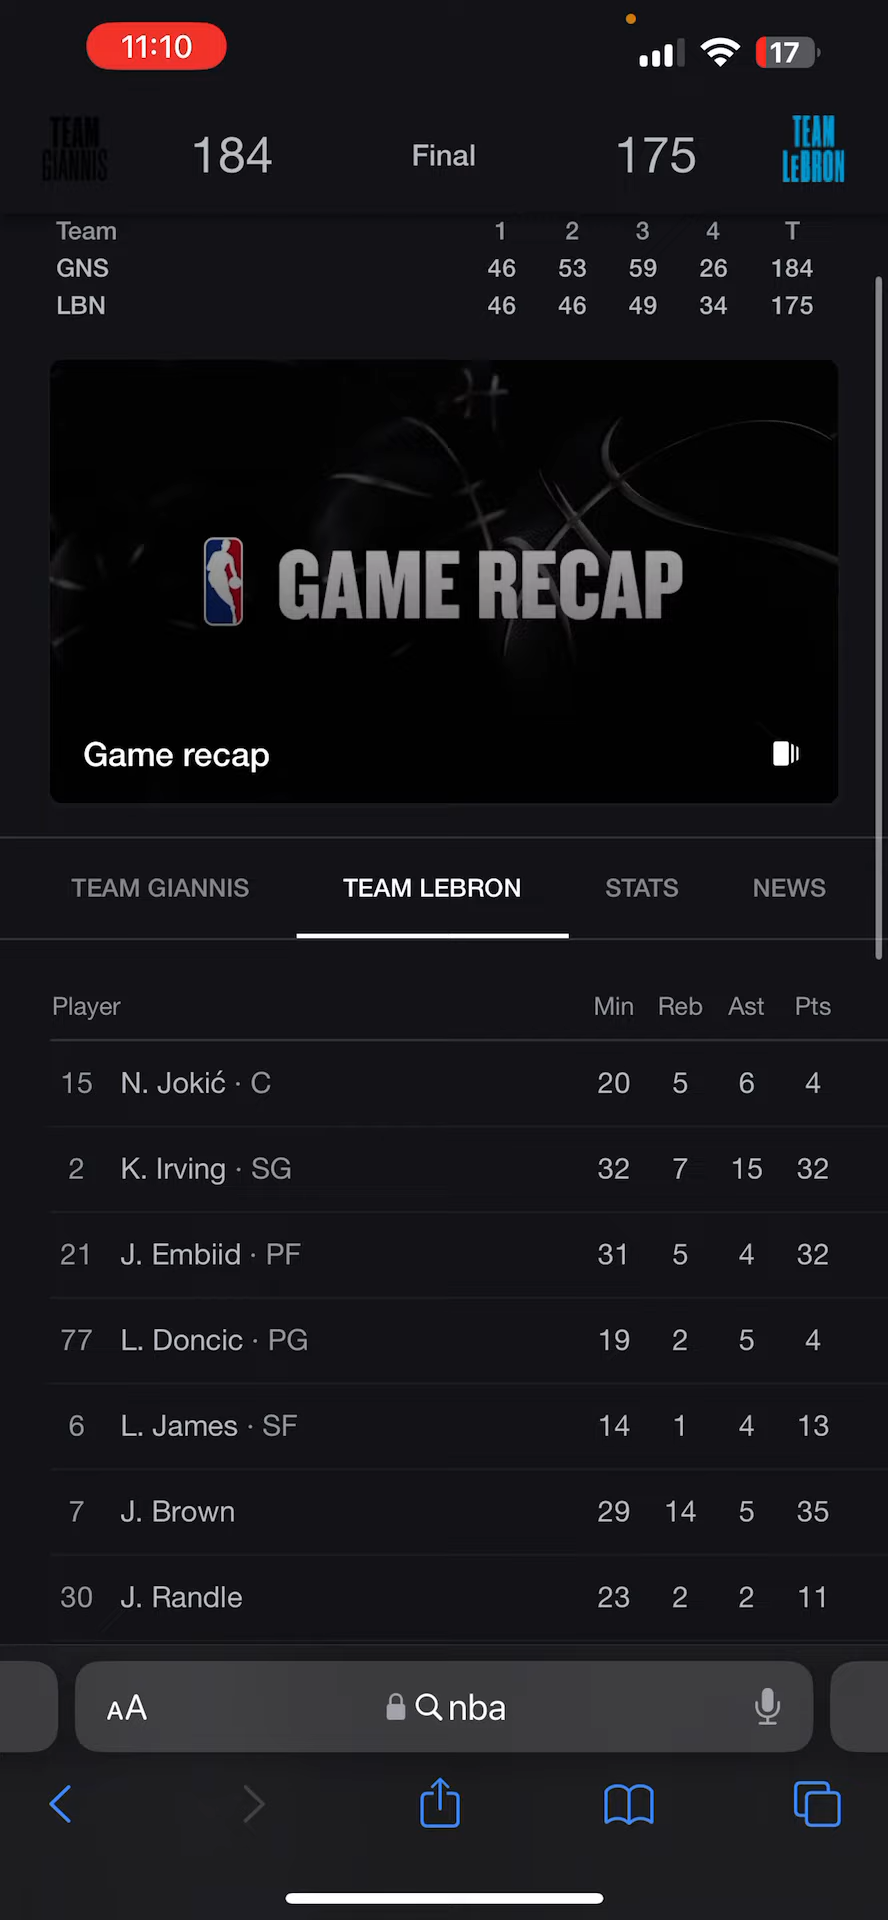 11:10
17
TEAM GIANNIS
184
Final
175
TEAM LEBRON
Team 1 2 3 4 T
GNS 46 53 59 26 184
LBN 46 46 49 34 175
GAME RECAP
Game recap
TEAM GIANNIS TEAM LEBRON STATS NEWS
Player Min Reb Ast Pts
15 N. Jokić · C 20 5 6 4
2 K. Irving · SG 32 7 15 32
21 J. Embiid · PF 31 5 4 32
77 L. Doncic · PG 19 2 5 4
6 L. James · SF 14 1 4 13
7 J. Brown 29 14 5 35
30 J. Randle 23 2 2 11
AA nba